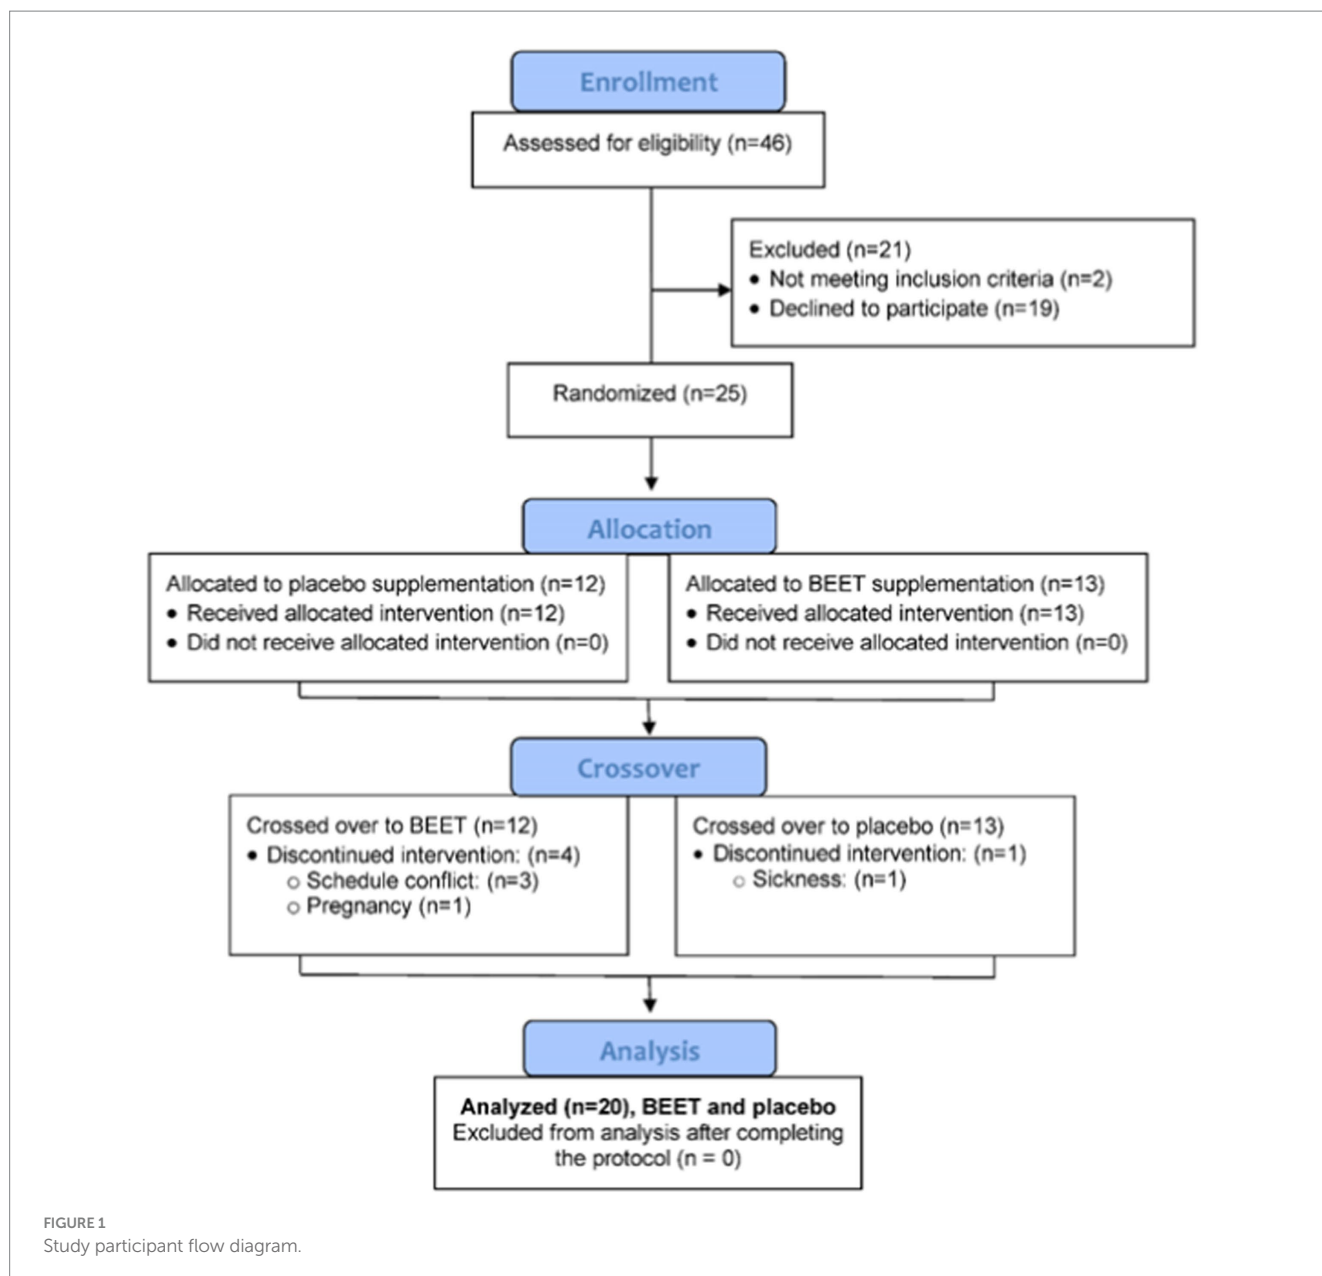 Enrollment
Assessed for eligibility (n=46)
Excluded (n=21)
• Not meeting inclusion criteria (n=2)
• Declined to participate (n=19)
Randomized (n=25)
Allocation
Allocated to placebo supplementation (n=12)
• Received allocated intervention (n=12)
• Did not receive allocated intervention (n=0)
Allocated to BEET supplementation (n=13)
• Received allocated intervention (n=13)
• Did not receive allocated intervention (n=0)
Crossover
Crossed over to BEET (n=12)
• Discontinued intervention: (n=4)
○ Schedule conflict: (n=3)
○ Pregnancy (n=1)
Crossed over to placebo (n=13)
• Discontinued intervention: (n=1)
○ Sickness: (n=1)
Analysis
Analyzed (n=20), BEET and placebo
Excluded from analysis after completing
the protocol (n = 0)
FIGURE 1
Study participant flow diagram.